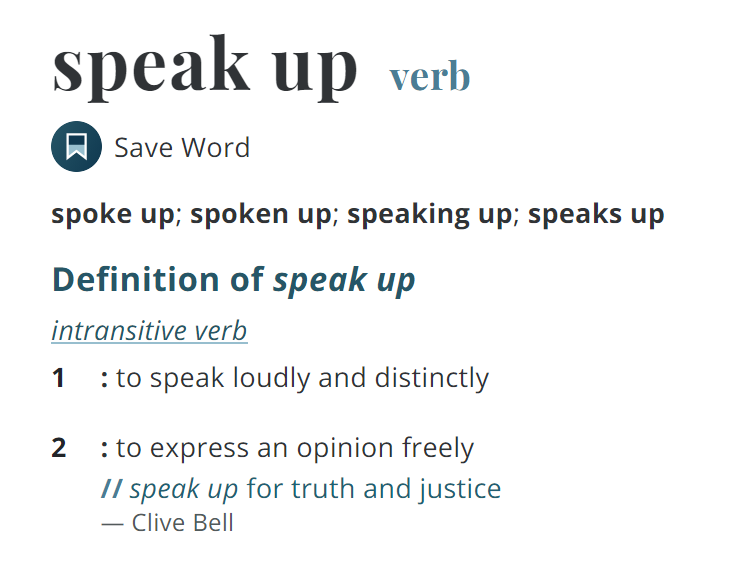 speak up verb
Save Word
spoke up; spoken up; speaking up; speaks up
Definition of speak up
intransitive verb
1 : to speak loudly and distinctly
2 : to express an opinion freely
// speak up for truth and justice
— Clive Bell